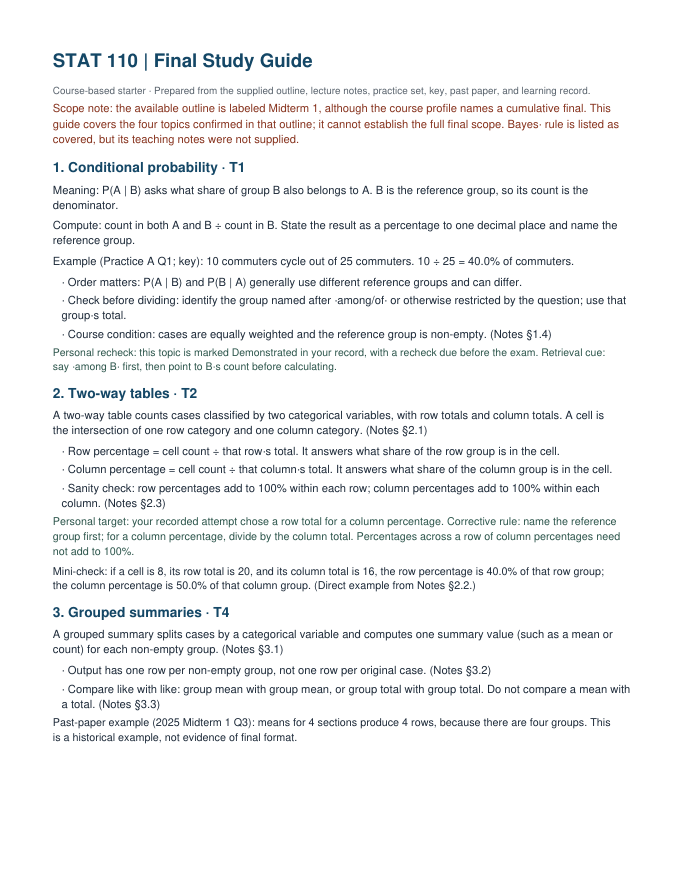 STAT 110 | Final Study Guide
Course-based starter · Prepared from the supplied outline, lecture notes, practice set, key, past paper, and learning record.
Scope note: the available outline is labeled Midterm 1, although the course profile names a cumulative final. This
guide covers the four topics confirmed in that outline; it cannot establish the full final scope. Bayes· rule is listed as
covered, but its teaching notes were not supplied.
1. Conditional probability · T1
Meaning: P(A | B) asks what share of group B also belongs to A. B is the reference group, so its count is the
denominator.
Compute: count in both A and B ÷ count in B. State the result as a percentage to one decimal place and name the
reference group.
Example (Practice A Q1; key): 10 commuters cycle out of 25 commuters. 10 ÷ 25 = 40.0% of commuters.
· Order matters: P(A | B) and P(B | A) generally use different reference groups and can differ.
· Check before dividing: identify the group named after ·among/of· or otherwise restricted by the question; use that
group·s total.
· Course condition: cases are equally weighted and the reference group is non-empty. (Notes §1.4)
Personal recheck: this topic is marked Demonstrated in your record, with a recheck due before the exam. Retrieval cue:
say ·among B· first, then point to B·s count before calculating.
2. Two-way tables · T2
A two-way table counts cases classified by two categorical variables, with row totals and column totals. A cell is
the intersection of one row category and one column category. (Notes §2.1)
· Row percentage = cell count ÷ that row·s total. It answers what share of the row group is in the cell.
· Column percentage = cell count ÷ that column·s total. It answers what share of the column group is in the cell.
· Sanity check: row percentages add to 100% within each row; column percentages add to 100% within each
column. (Notes §2.3)
Personal target: your recorded attempt chose a row total for a column percentage. Corrective rule: name the reference
group first; for a column percentage, divide by the column total. Percentages across a row of column percentages need
not add to 100%.
Mini-check: if a cell is 8, its row total is 20, and its column total is 16, the row percentage is 40.0% of that row group;
the column percentage is 50.0% of that column group. (Direct example from Notes §2.2.)
3. Grouped summaries · T4
A grouped summary splits cases by a categorical variable and computes one summary value (such as a mean or
count) for each non-empty group. (Notes §3.1)
· Output has one row per non-empty group, not one row per original case. (Notes §3.2)
· Compare like with like: group mean with group mean, or group total with group total. Do not compare a mean with
a total. (Notes §3.3)
Past-paper example (2025 Midterm 1 Q3): means for 4 sections produce 4 rows, because there are four groups. This
is a historical example, not evidence of final format.